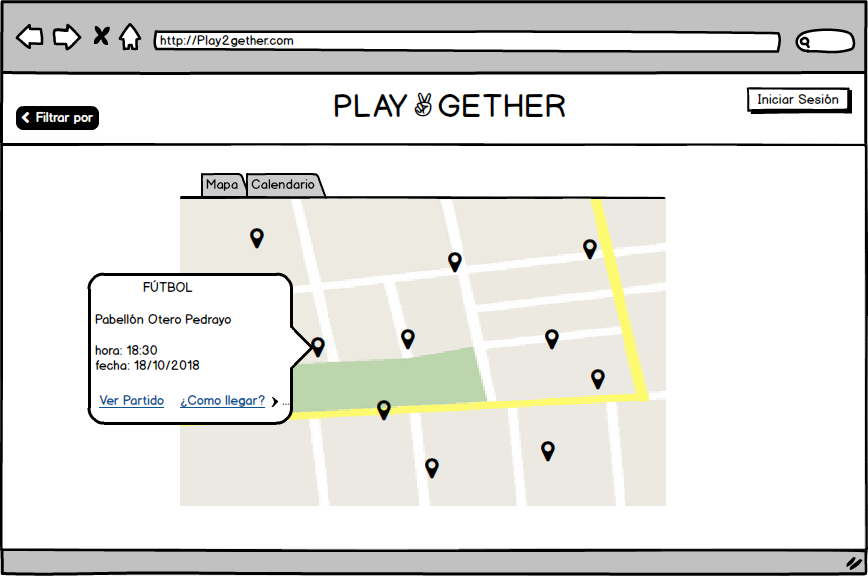 http://Play2gether.com
PLAY✌GETHER
Iniciar Sesión
Filtrar por
Mapa
Calendario
FÚTBOL
Pabellón Otero Pedrayo
hora: 18:30
fecha: 18/10/2018
Ver Partido ¿Como llegar? ...